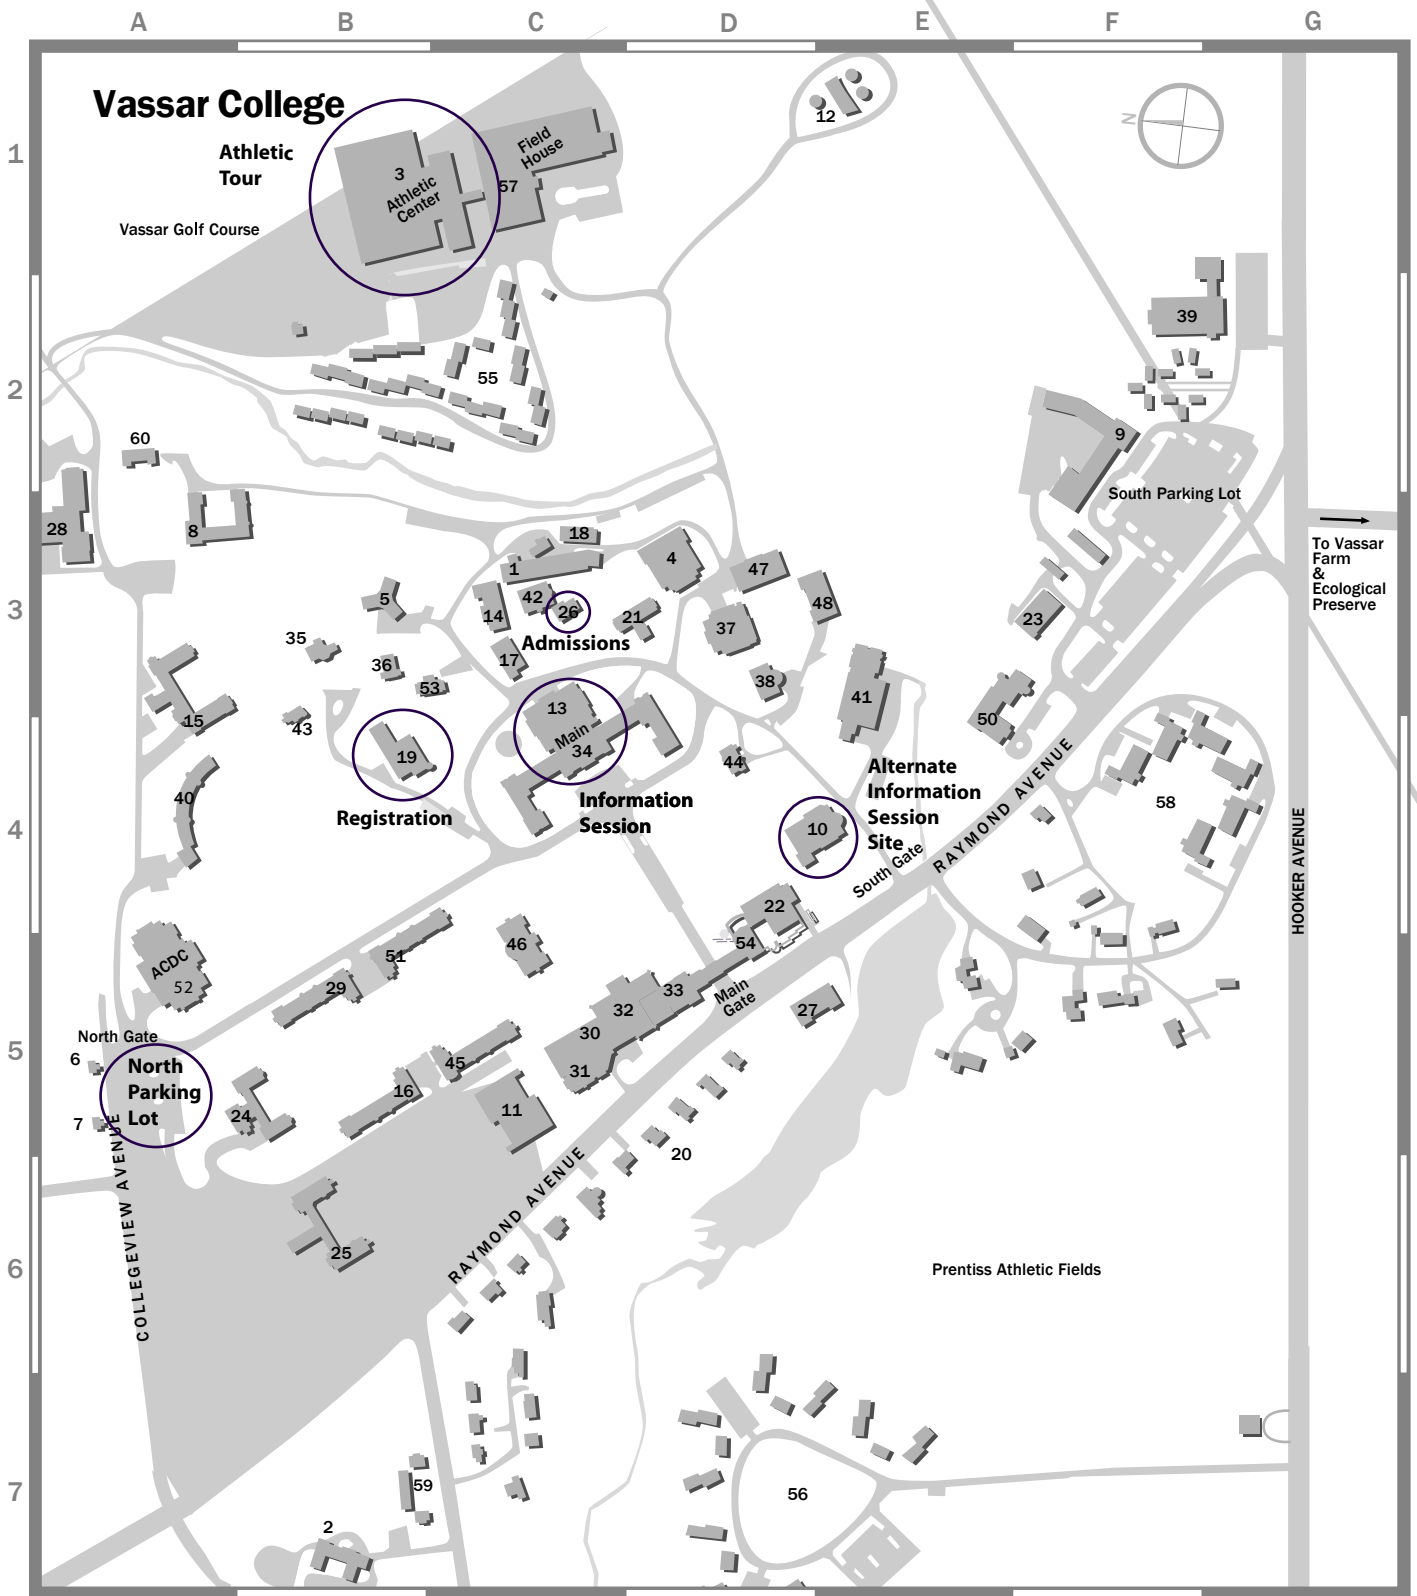 A B C D E F G
Vassar College
1
Athletic
Tour
3
Athletic
Center
Field
House
57
12
N
Vassar Golf Course
39
2
55
60
9
South Parking Lot
28
8
18
4
1
47
To Vassar
Farm
&
Ecological
Preserve
3
5
42
26
14
21
48
23
37
Admissions
35
17
36
53
38
41
13
15
43
50
Main
34
19
44
Alternate
Information
Session
Site
40
Information
Session
58
Registration
4
10
RAYMOND AVENUE
South Gate
HOOKER AVENUE
22
46
54
51
ACDC
52
29
33
Main
Gate
32
27
North Gate
5
30
6
North
Parking
Lot
45
31
16
7
24
11
20
COLLEGEVIEW AVENUE
RAYMOND AVENUE
25
6
Prentiss Athletic Fields
59
7
56
2